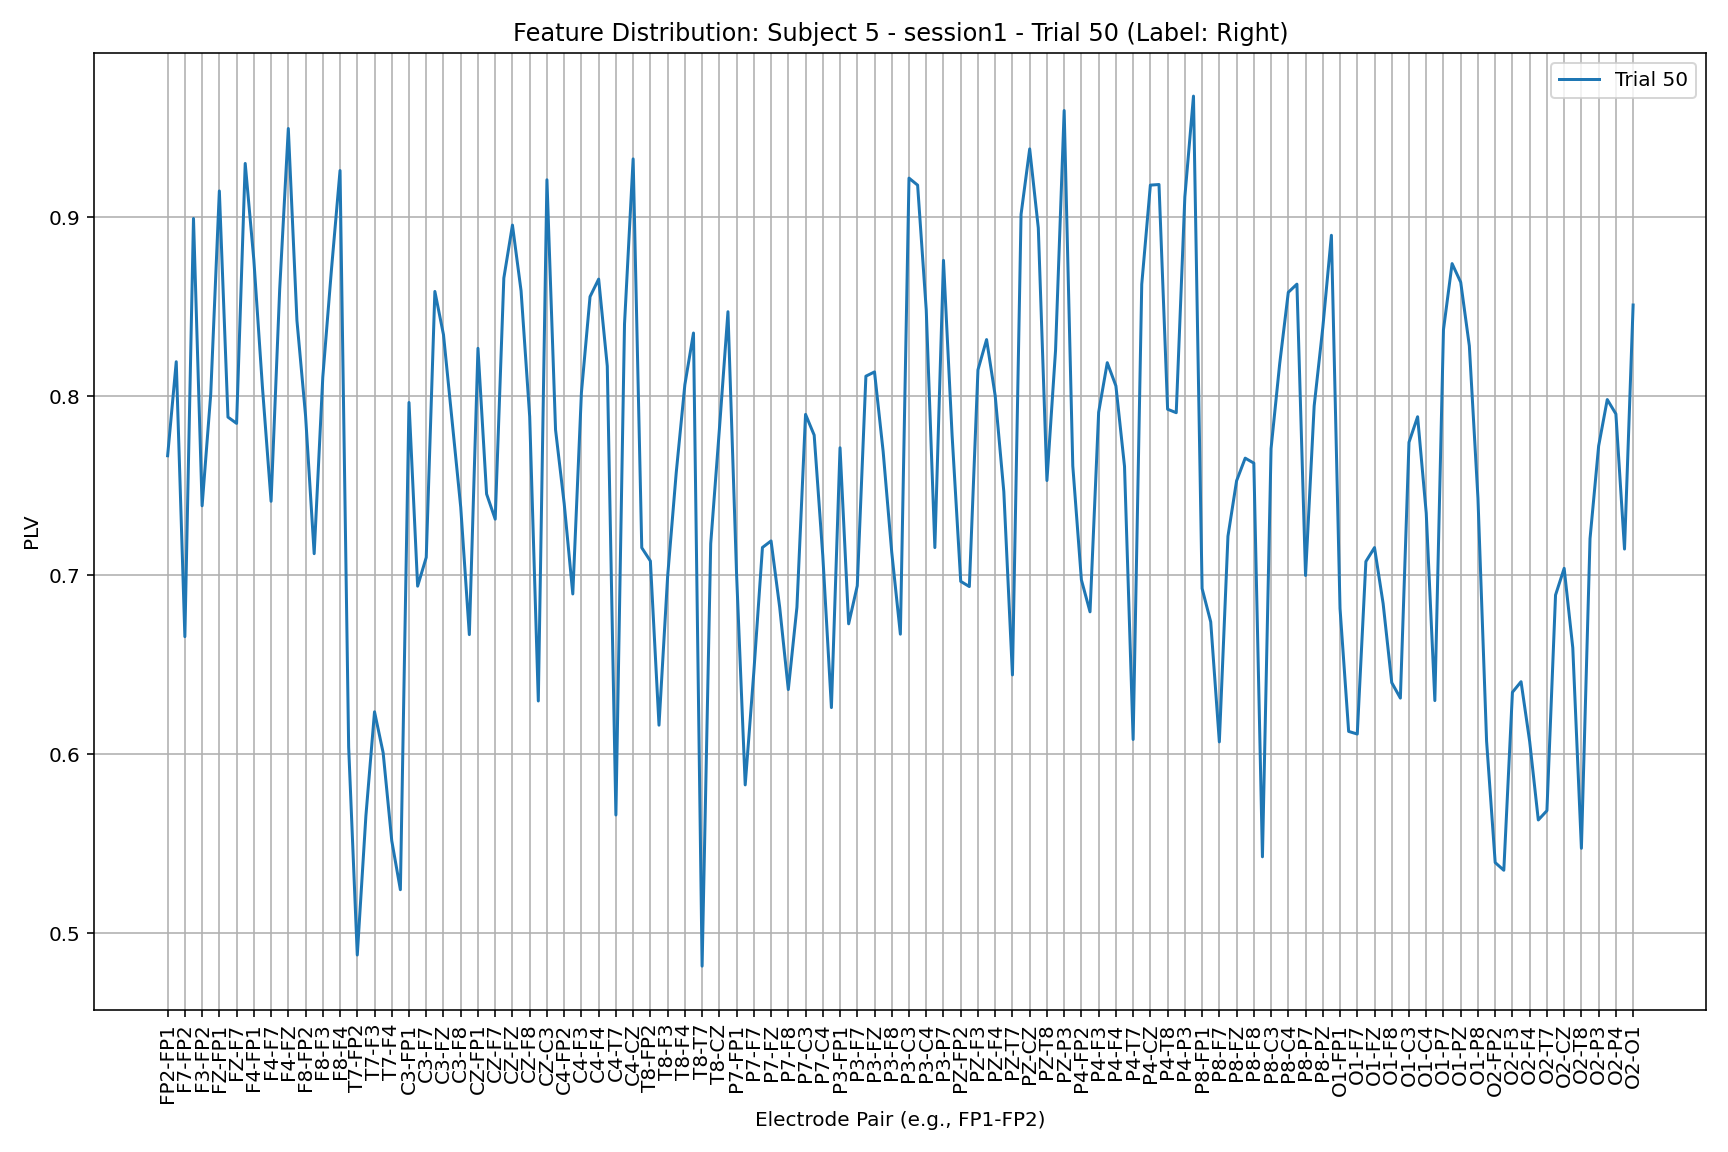 Feature Distribution: Subject 5 - session1 - Trial 50 (Label: Right)
Trial 50
PLV
0.9
0.8
0.7
0.6
0.5
FP2-FP1
F7-FP2
F3-FP2
FZ-FP1
FZ-F7
F4-FP1
F4-F7
F4-FZ
F8-FP2
F8-F3
F8-F4
T7-FP2
T7-F3
T7-F4
C3-FP1
C3-F7
C3-FZ
C3-F8
CZ-FP1
CZ-F7
CZ-FZ
CZ-F8
CZ-C3
C4-FP2
C4-F3
C4-F4
C4-T7
C4-CZ
T8-FP2
T8-F3
T8-F4
T8-T7
T8-CZ
P7-FP1
P7-F7
P7-FZ
P7-F8
P7-C3
P7-C4
P3-FP1
P3-F7
P3-FZ
P3-F8
P3-C3
P3-C4
P3-P7
PZ-FP2
PZ-F3
PZ-F4
PZ-T7
PZ-CZ
PZ-T8
PZ-P3
P4-FP2
P4-F3
P4-F4
P4-T7
P4-CZ
P4-T8
P4-P3
P8-FP1
P8-F7
P8-FZ
P8-F8
P8-C3
P8-C4
P8-P7
P8-PZ
O1-FP1
O1-F7
O1-FZ
O1-F8
O1-C3
O1-C4
O1-P7
O1-PZ
O1-P8
O2-FP2
O2-F3
O2-F4
O2-T7
O2-CZ
O2-T8
O2-P3
O2-P4
O2-O1
Electrode Pair (e.g., FP1-FP2)